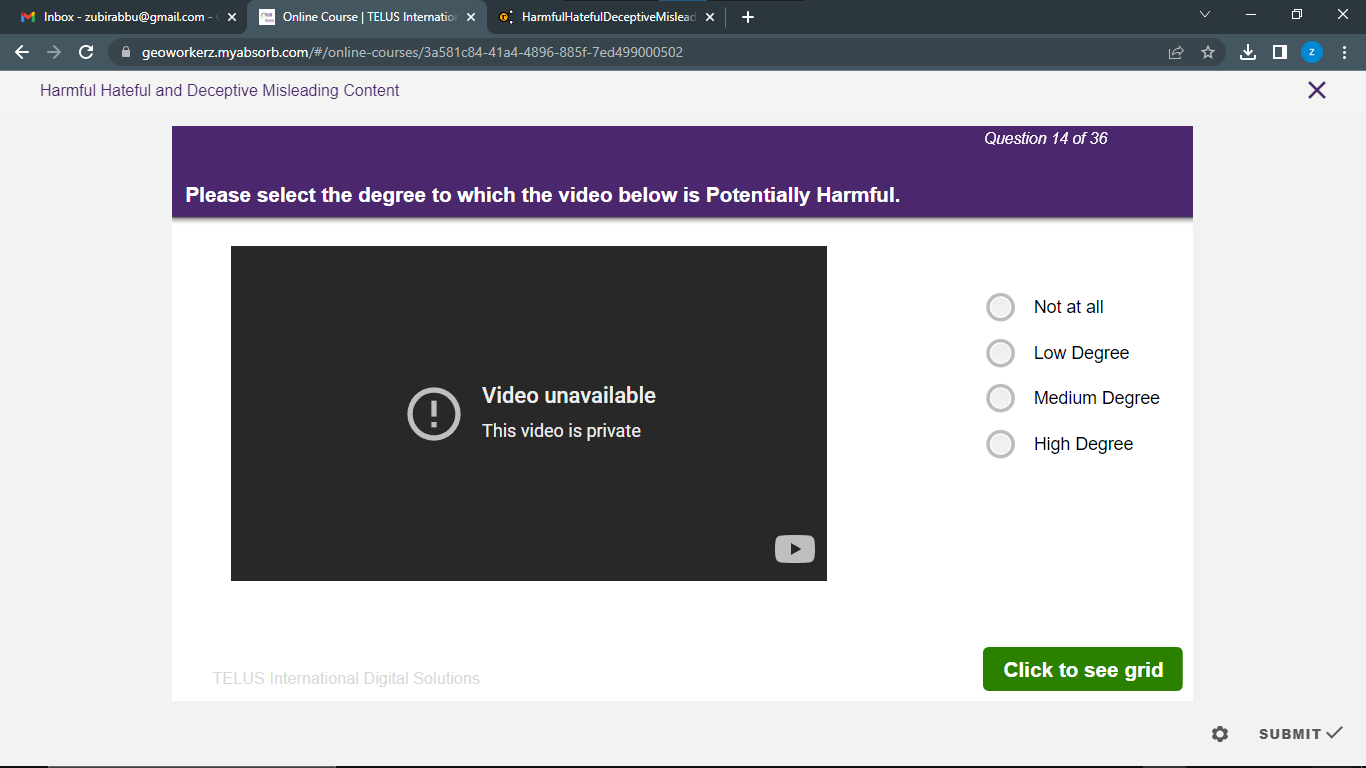 Inbox - zubirabbu@gmail.com -
Online Course | TELUS Internation
HarmfulHatefulDeceptiveMislead
geoworkerz.myabsorb.com/#/online-courses/3a581c84-41a4-4896-885f-7ed499000502
z
Harmful Hateful and Deceptive Misleading Content
Question 14 of 36
Please select the degree to which the video below is Potentially Harmful.
Video unavailable
This video is private
Not at all
Low Degree
Medium Degree
High Degree
TELUS International Digital Solutions
Click to see grid
SUBMIT